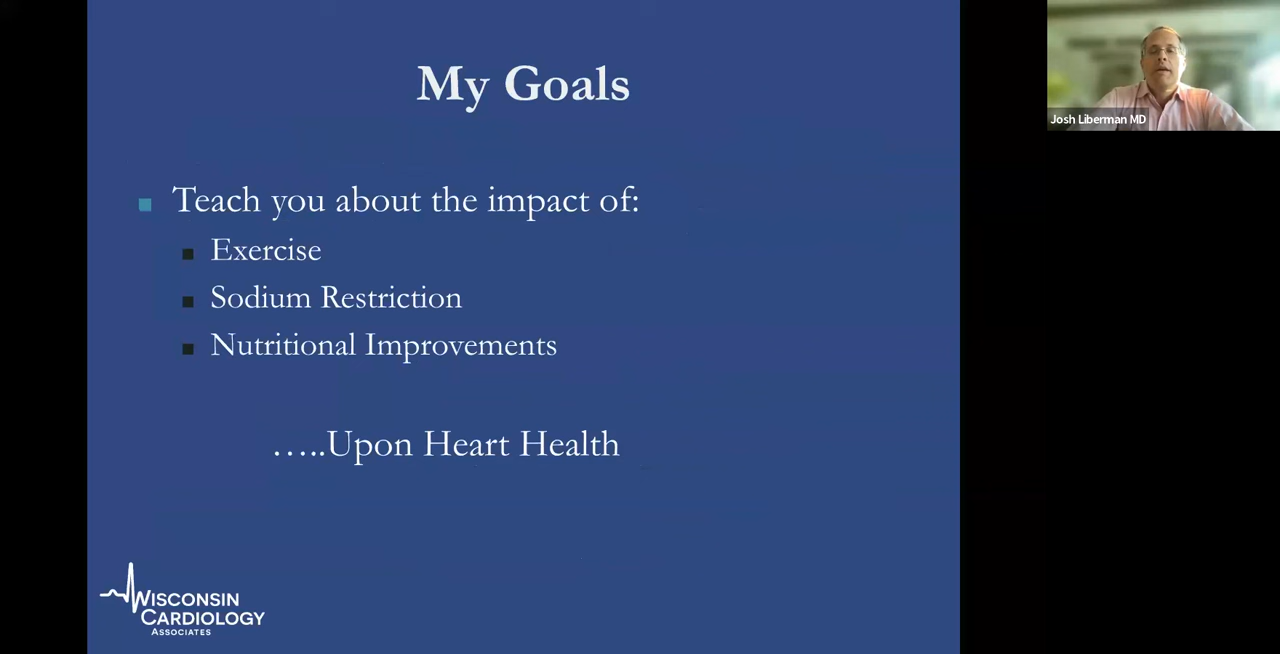 My Goals
Teach you about the impact of:
Exercise
Sodium Restriction
Nutritional Improvements
…..Upon Heart Health
WISCONSIN
CARDIOLOGY
ASSOCIATES
Josh Liberman MD